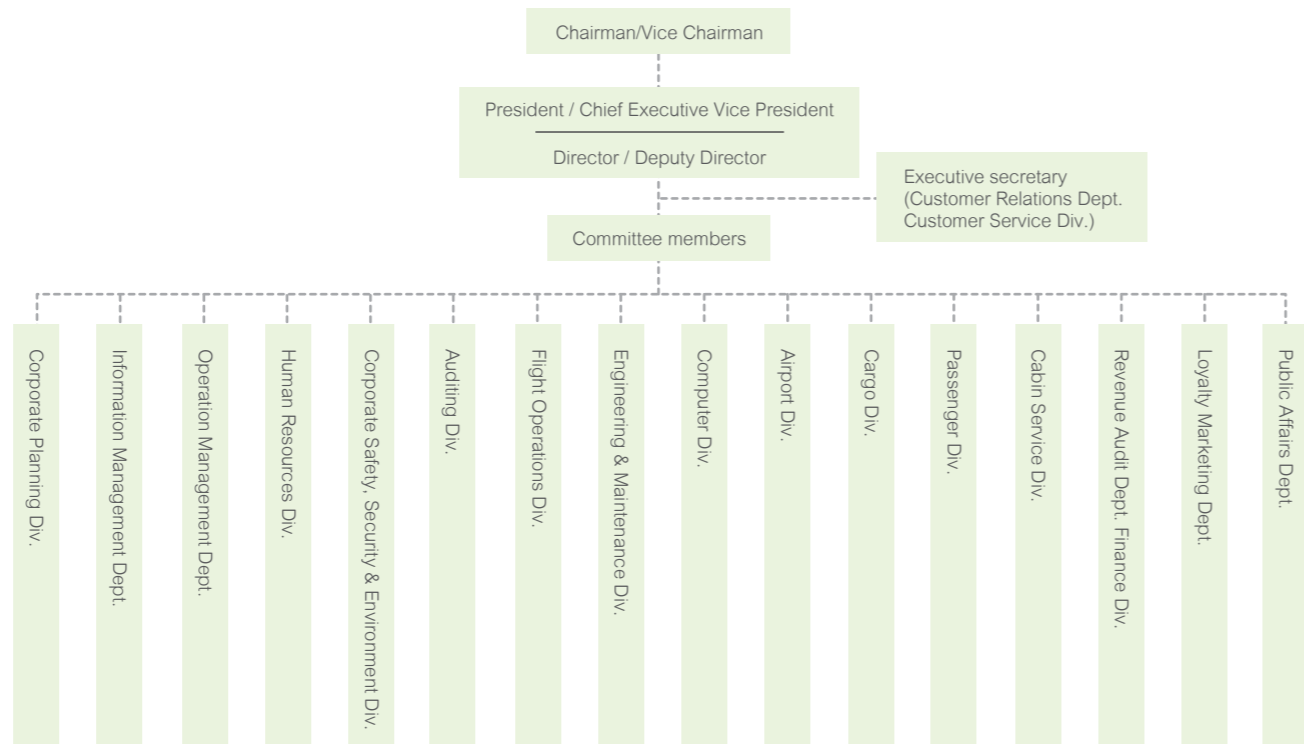 Chairman/Vice Chairman
President / Chief Executive Vice President
Director / Deputy Director
Executive secretary
(Customer Relations Dept.
Customer Service Div.)
Committee members
Corporate Planning Div.
Information Management Dept.
Operation Management Dept.
Human Resources Div.
Corporate Safety, Security & Environment Div.
Auditing Div.
Flight Operations Div.
Engineering & Maintenance Div.
Computer Div.
Airport Div.
Cargo Div.
Passenger Div.
Cabin Service Div.
Revenue Audit Dept. Finance Div.
Loyalty Marketing Dept.
Public Affairs Dept.